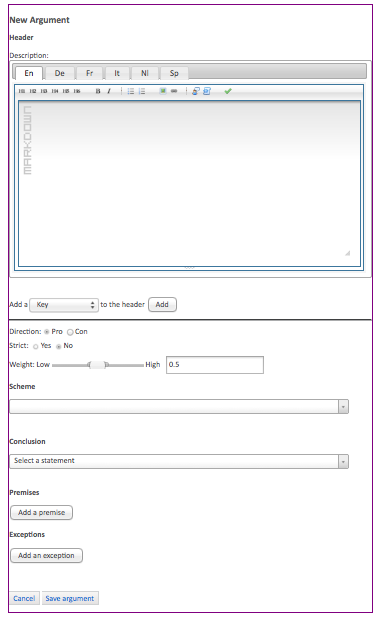 New Argument
Header
Description:
En De Fr It Nl Sp
H1 H2 H3 H4 H5 H6 B I
MARKDOWN
Add a Key to the header Add
Direction: Pro Con
Strict: Yes No
Weight: Low High 0.5
Scheme
Conclusion
Select a statement
Premises
Add a premise
Exceptions
Add an exception
Cancel Save argument